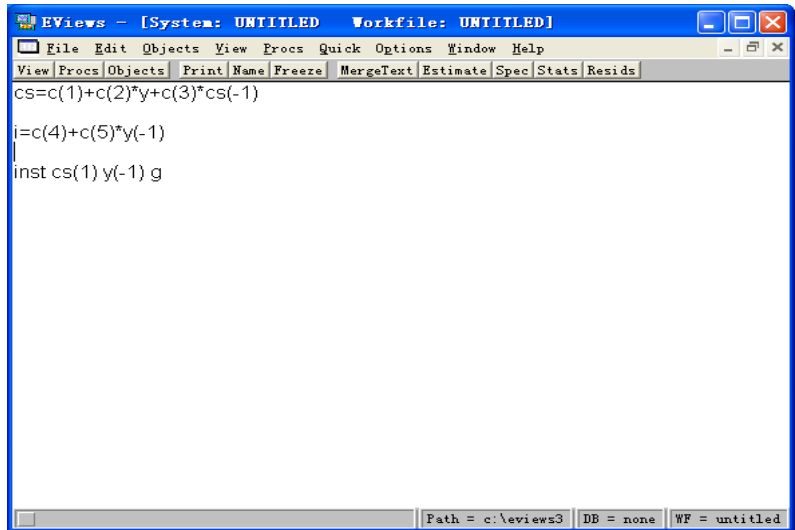 EViews - [System: UNTITLED Workfile: UNTITLED]
File Edit Objects View Procs Quick Options Window Help
View Procs Objects Print Name Freeze MergeText Estimate Spec Stats Resids
cs=c(1)+c(2)*y+c(3)*cs(-1)
i=c(4)+c(5)*y(-1)
inst cs(1) y(-1) g
Path = c:\eviews3 DB = none WF = untitled